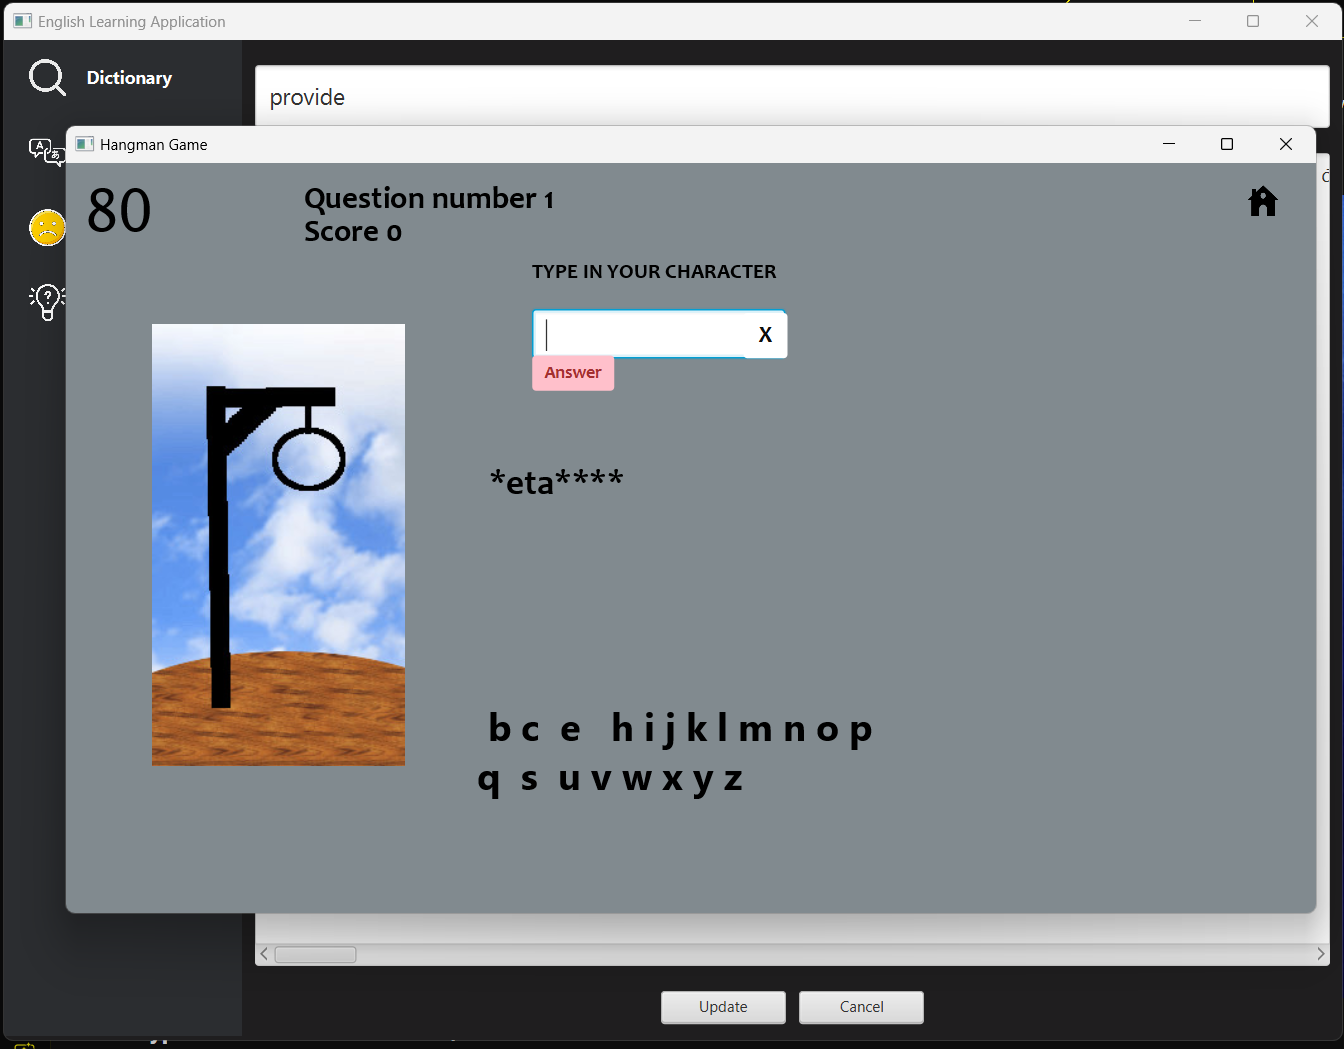 English Learning Application
Dictionary
provide
Hangman Game
80
Question number 1
Score 0
TYPE IN YOUR CHARACTER
X
Answer
*eta****
b c e h i j k l m n o p
q s u v w x y z
Update
Cancel